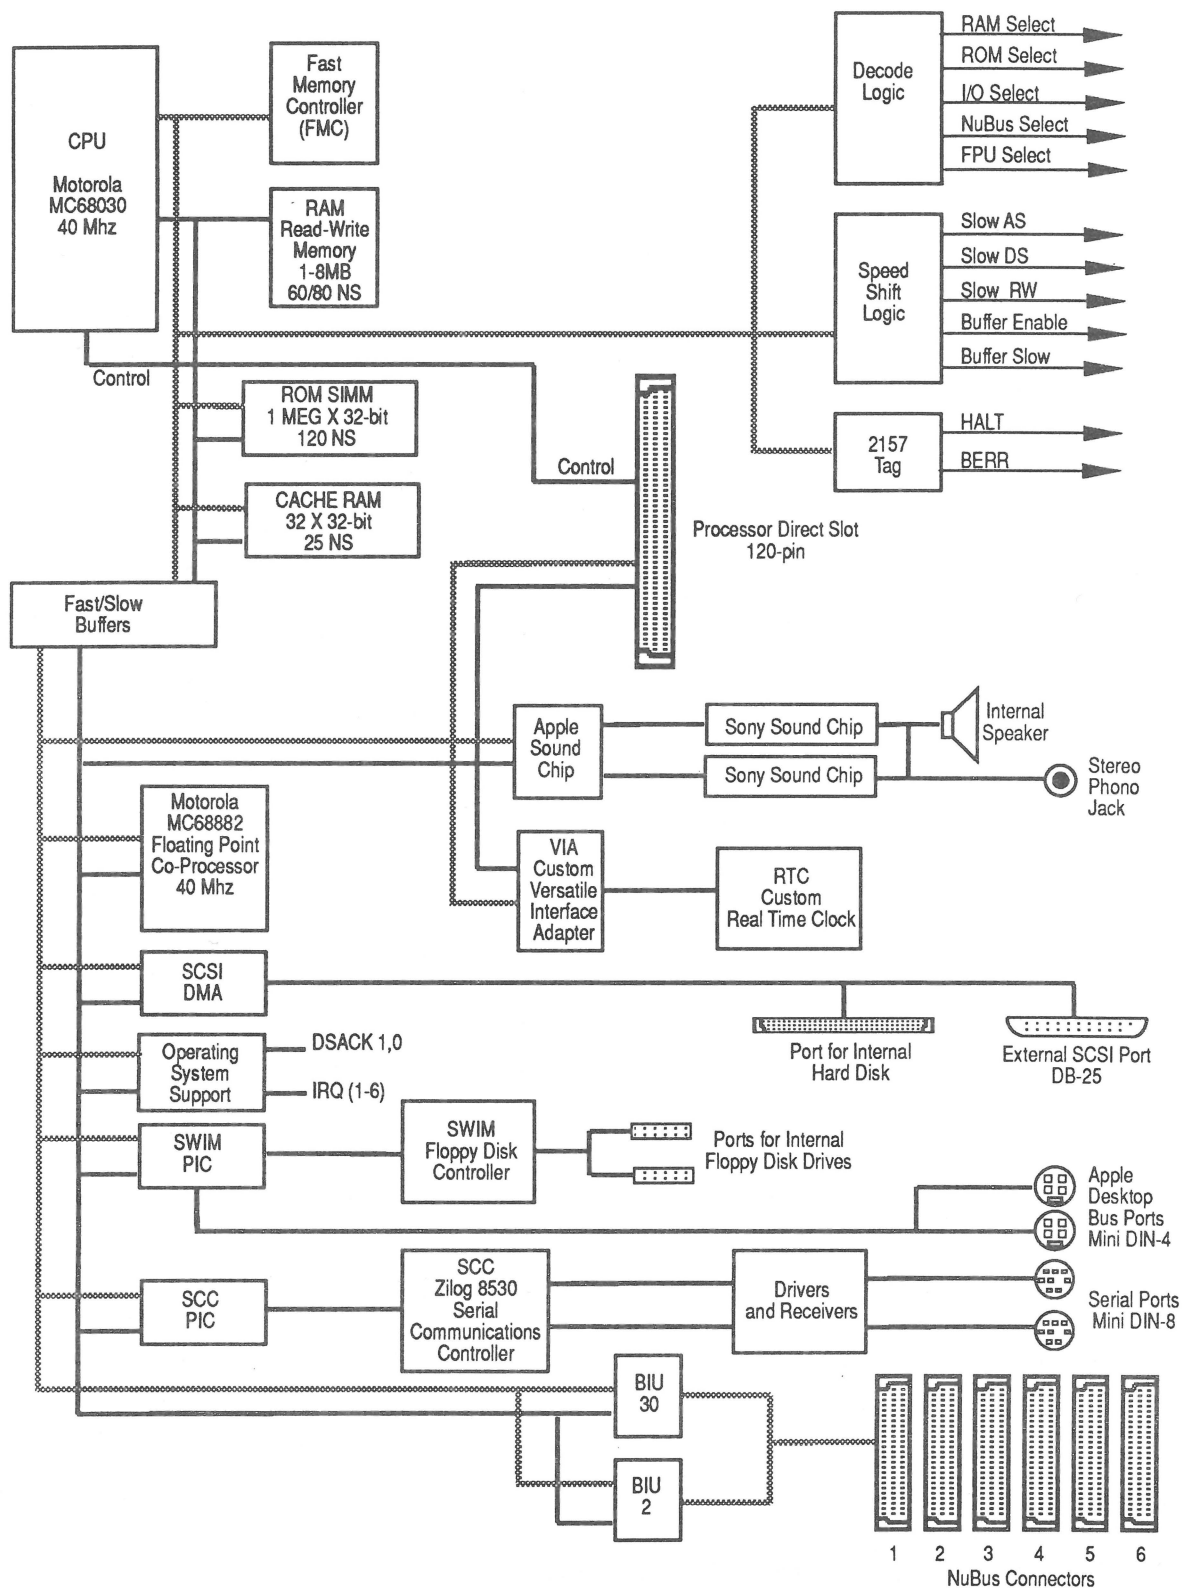 CPU
Motorola
MC68030
40 Mhz
Fast
Memory
Controller
(FMC)
RAM
Read-Write
Memory
1-8MB
60/80 NS
Decode
Logic
RAM Select
ROM Select
I/O Select
NuBus Select
FPU Select
Speed
Shift
Logic
Slow AS
Slow DS
Slow RW
Buffer Enable
Buffer Slow
2157
Tag
HALT
BERR
Control
ROM SIMM
1 MEG X 32-bit
120 NS
CACHE RAM
32 X 32-bit
25 NS
Control
Processor Direct Slot
120-pin
Fast/Slow
Buffers
Apple
Sound
Chip
Sony Sound Chip
Sony Sound Chip
Internal
Speaker
Stereo
Phono
Jack
Motorola
MC68882
Floating Point
Co-Processor
40 Mhz
VIA
Custom
Versatile
Interface
Adapter
RTC
Custom
Real Time Clock
SCSI
DMA
Port for Internal
Hard Disk
External SCSI Port
DB-25
Operating
System
Support
DSACK 1,0
IRQ (1-6)
SWIM
PIC
SWIM
Floppy Disk
Controller
Ports for Internal
Floppy Disk Drives
Apple
Desktop
Bus Ports
Mini DIN-4
SCC
PIC
SCC
Zilog 8530
Serial
Communications
Controller
Drivers
and Receivers
Serial Ports
Mini DIN-8
BIU
30
BIU
2
1 2 3 4 5 6
NuBus Connectors